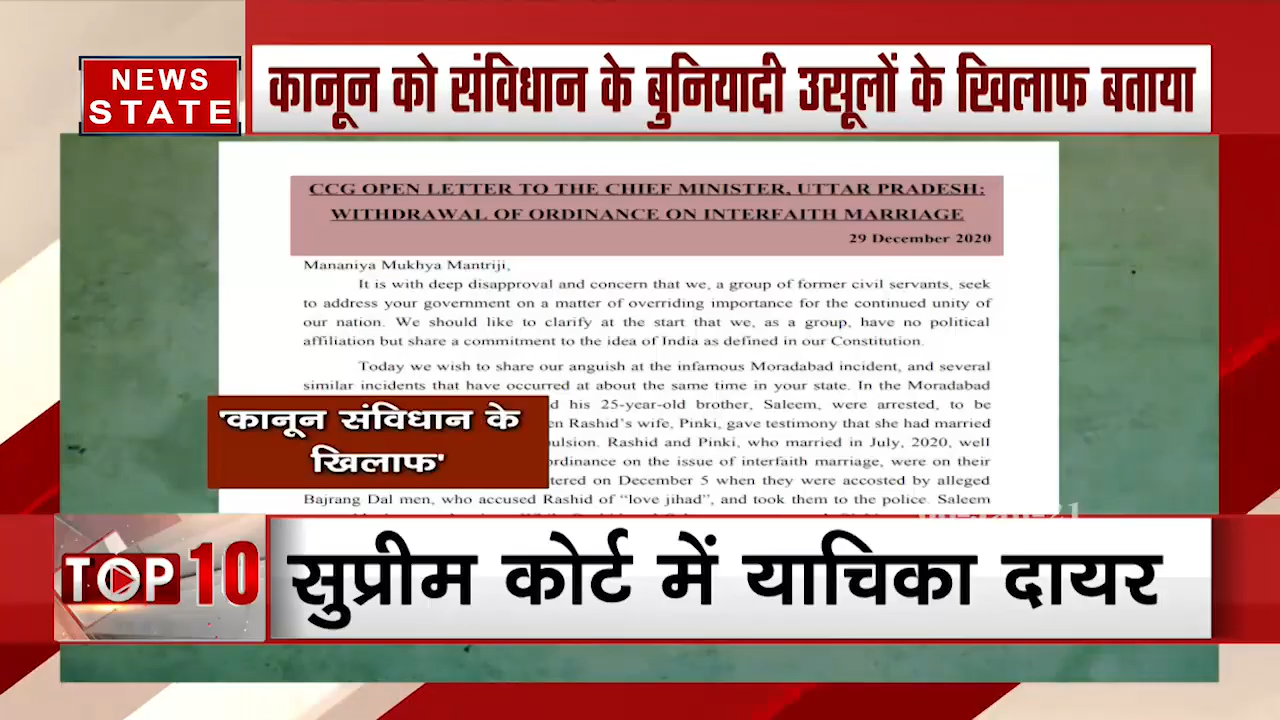 NEWS
STATE
कानून को संविधान के बुनियादी उसूलों के खिलाफ बताया
CCG OPEN LETTER TO THE CHIEF MINISTER, UTTAR PRADESH:
WITHDRAWAL OF ORDINANCE ON INTERFAITH MARRIAGE
29 December 2020
Mananiya Mukhya Mantriji,
It is with deep disapproval and concern that we, a group of former civil servants, seek
to address your government on a matter of overriding importance for the continued unity of
our nation. We should like to clarify at the start that we, as a group, have no political
affiliation but share a commitment to the idea of India as defined in our Constitution.
Today we wish to share our anguish at the infamous Moradabad incident, and several
similar incidents that have occurred at about the same time in your state. In the Moradabad
his 25-year-old brother, Saleem, were arrested, to be
Rashid's wife, Pinki, gave testimony that she had married
Rashid and Pinki, who married in July, 2020, well
on the issue of interfaith marriage, were on their
on December 5 when they were accosted by alleged
Bajrang Dal men, who accused Rashid of “love jihad”, and took them to the police. Saleem
'कानून संविधान के
खिलाफ'
TOP 10
सुप्रीम कोर्ट में याचिका दायर